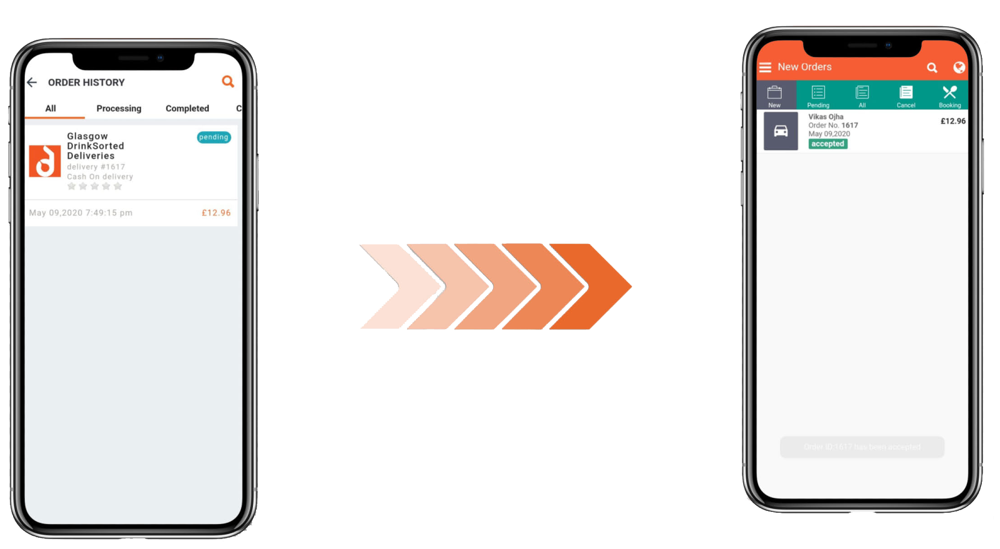 ORDER HISTORY
All Processing Completed C
Glasgow
DrinkSorted
Deliveries
pending
delivery #1617
Cash On delivery
May 09,2020 7:49:15 pm £12.96
New Orders
New Pending All Cancel Booking
Vikas Ojha
£12.96
Order No. 1617
May 09,2020
accepted
Order ID:1617 has been accepted